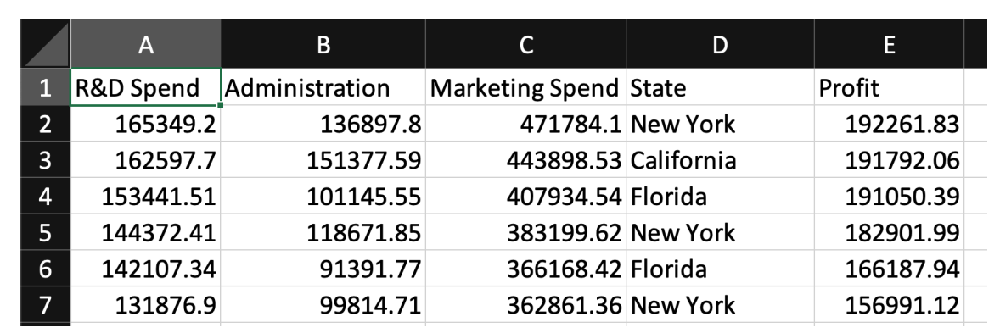 A B C D E
1 R&D Spend Administration Marketing Spend State Profit
2 165349.2 136897.8 471784.1 New York 192261.83
3 162597.7 151377.59 443898.53 California 191792.06
4 153441.51 101145.55 407934.54 Florida 191050.39
5 144372.41 118671.85 383199.62 New York 182901.99
6 142107.34 91391.77 366168.42 Florida 166187.94
7 131876.9 99814.71 362861.36 New York 156991.12